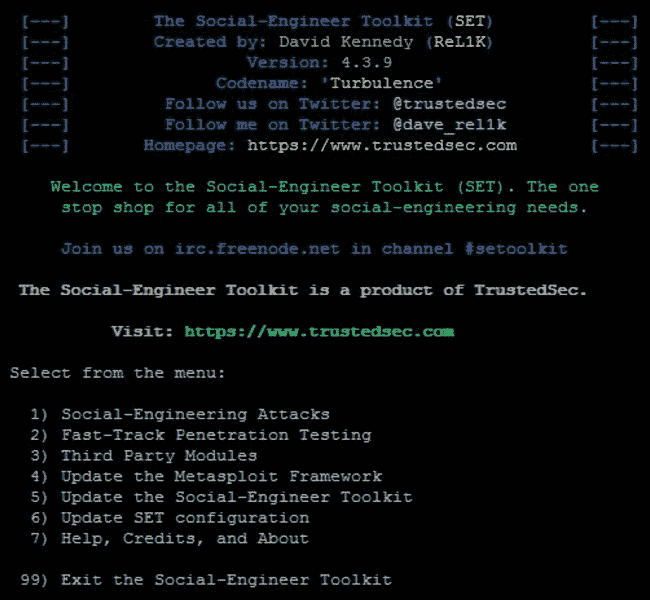 [---] The Social-Engineer Toolkit (SET) [---]
[---] Created by: David Kennedy (ReL1K) [---]
[---] Version: 4.3.9 [---]
[---] Codename: 'Turbulence' [---]
[---] Follow us on Twitter: @trustedsec [---]
[---] Follow me on Twitter: @dave_rel1k [---]
[---] Homepage: https://www.trustedsec.com [---]
Welcome to the Social-Engineer Toolkit (SET). The one
stop shop for all of your social-engineering needs.
Join us on irc.freenode.net in channel #setoolkit
The Social-Engineer Toolkit is a product of TrustedSec.
Visit: https://www.trustedsec.com
Select from the menu:
1) Social-Engineering Attacks
2) Fast-Track Penetration Testing
3) Third Party Modules
4) Update the Metasploit Framework
5) Update the Social-Engineer Toolkit
6) Update SET configuration
7) Help, Credits, and About
99) Exit the Social-Engineer Toolkit